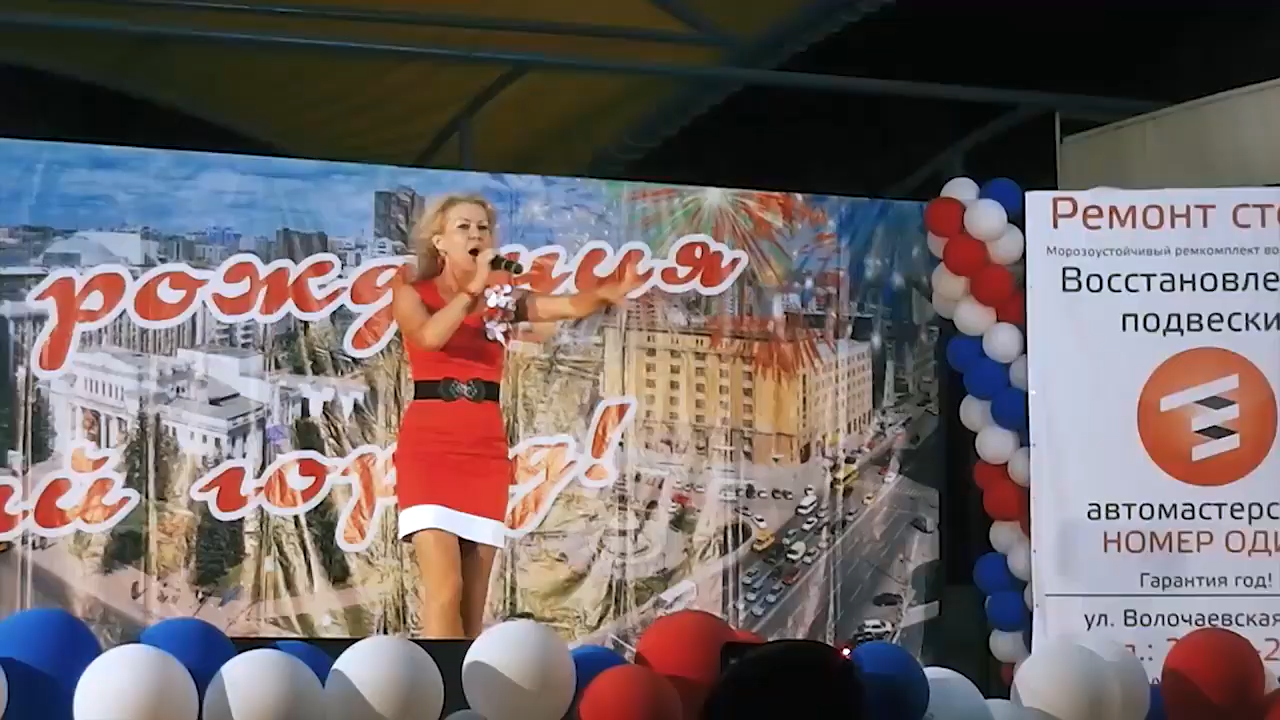 рождения
ый город!
Ремонт сто
Морозоустойчивый ремкомплект во
Восстановле
подвески
автомастерс
НОМЕР ОДИ
Гарантия год!
ул. Волочаевская